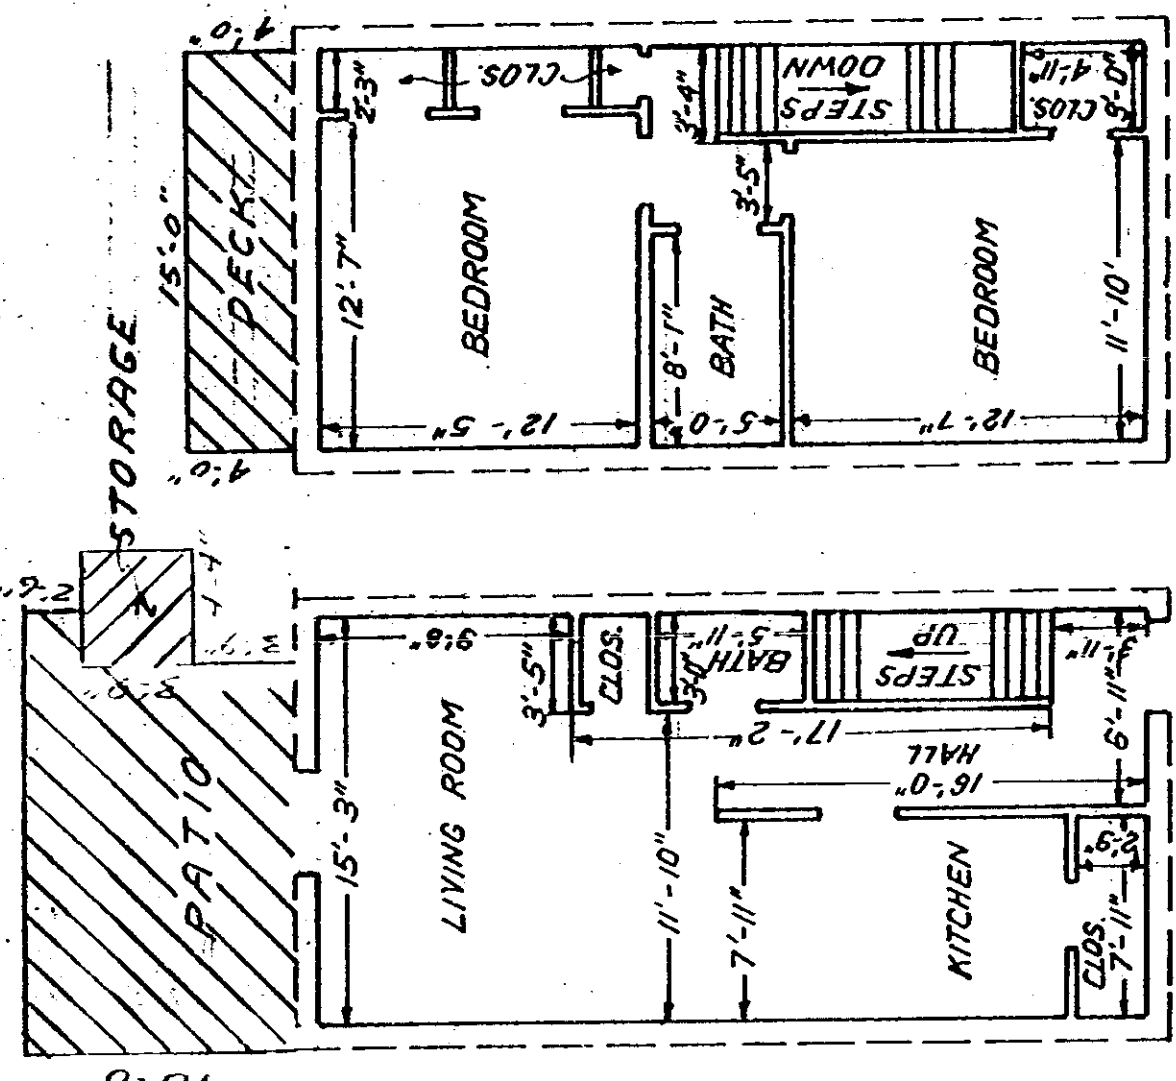 4'-0"
15'-0"
DECK
4'-0"
STORAGE
2'-3"
CLOS.
12'-7"
BEDROOM
12'-5"
3'-4"
STEPS
DOWN
CLOS.
4'-11"
3'-5"
8'-1"
BATH
5'-0"
BEDROOM
11'-10'
12'-7"
2'-6"
PATIO
15'-3"
LIVING ROOM
3'-5"
CLOS.
BATH
5'-11"
STEPS
UP
3'-11"
6'-11"
17'-2"
HALL
16'-0"
11'-10"
7'-11"
KITCHEN
2'-9"
CLOS.
7'-11"